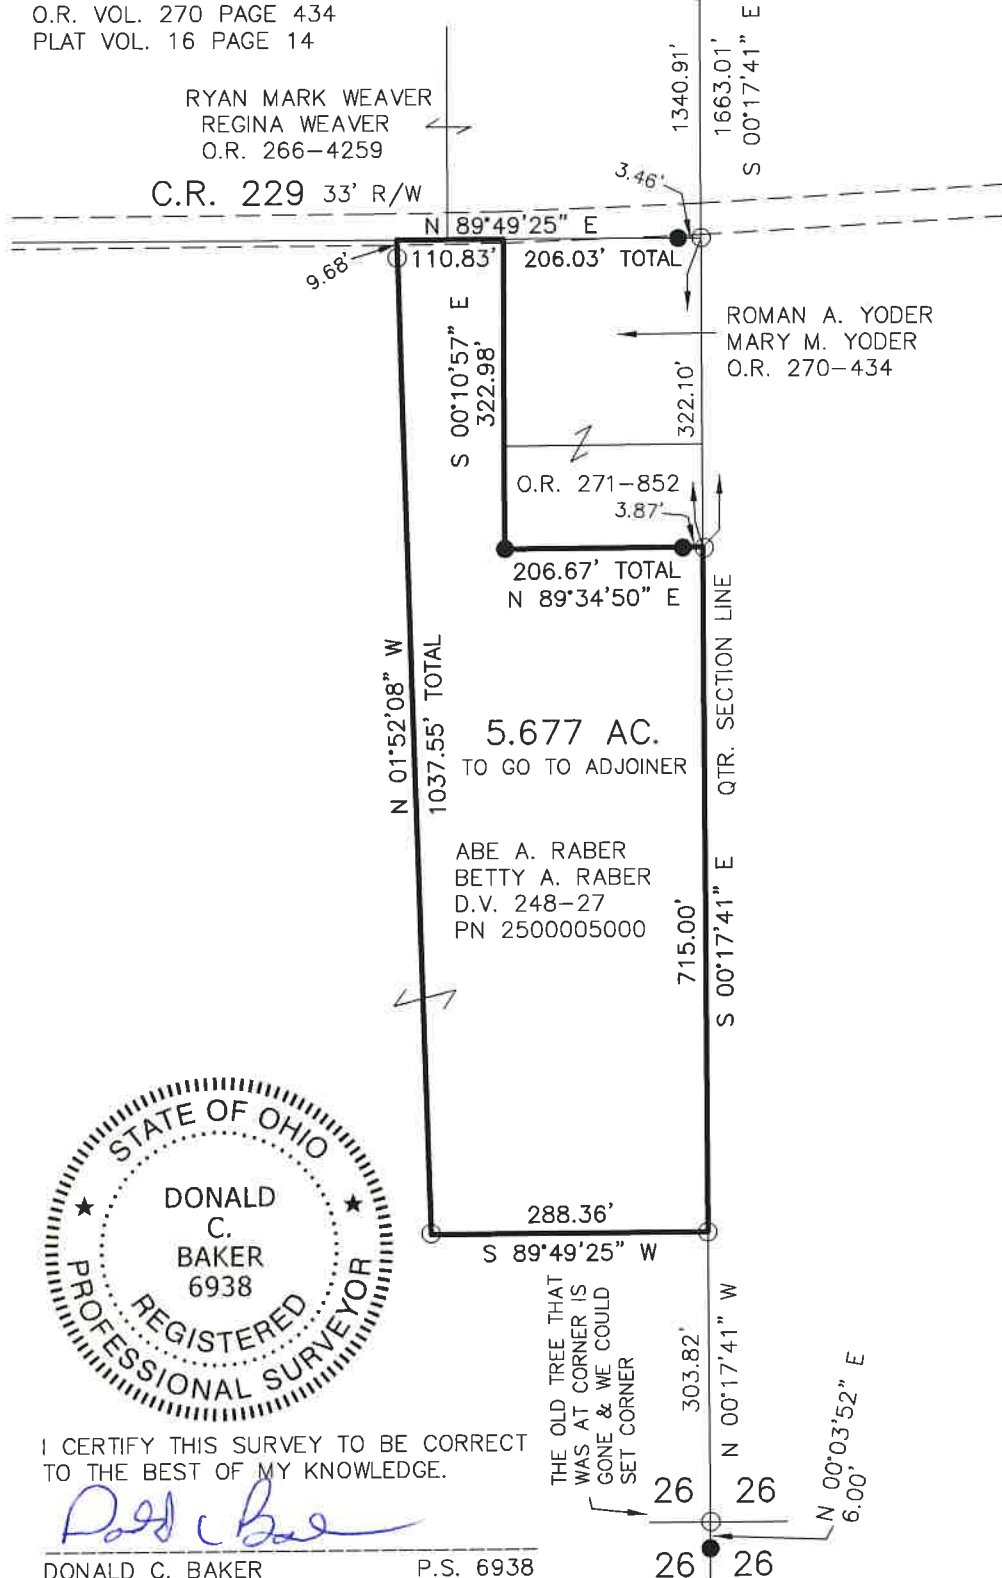 O.R. VOL. 270 PAGE 434
PLAT VOL. 16 PAGE 14
RYAN MARK WEAVER
REGINA WEAVER
O.R. 266-4259
C.R. 229 33' R/W
1340.91'
1663.01'
S 00°17'41" E
3.46'
N 89°49'25" E
9.68'
110.83'
206.03' TOTAL
S 00°10'57" E
322.98'
ROMAN A. YODER
MARY M. YODER
O.R. 270-434
322.10'
O.R. 271-852
3.87'
206.67' TOTAL
N 89°34'50" E
N 01°52'08" W
1037.55' TOTAL
QTR. SECTION LINE
5.677 AC.
TO GO TO ADJOINER
ABE A. RABER
BETTY A. RABER
D.V. 248-27
PN 2500005000
715.00'
S 00°17'41" E
288.36'
S 89°49'25" W
STATE OF OHIO
DONALD
C.
BAKER
6938
REGISTERED
PROFESSIONAL SURVEYOR
THE OLD TREE THAT
WAS AT CORNER IS
GONE & WE COULD
SET CORNER
303.82'
N 00°17'41" W
N 00°03'52" E
6.00'
26 26
26 26
I CERTIFY THIS SURVEY TO BE CORRECT
TO THE BEST OF MY KNOWLEDGE.
DONALD C. BAKER P.S. 6938